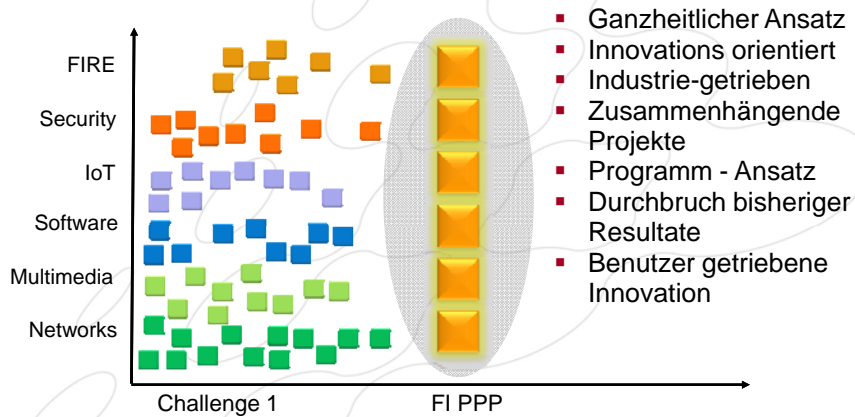 FIRE
Security
IoT
Software
Multimedia
Networks
Challenge 1
FI PPP
▪ Ganzheitlicher Ansatz
▪ Innovations orientiert
▪ Industrie-getrieben
▪ Zusammenhängende
Projekte
▪ Programm - Ansatz
▪ Durchbruch bisheriger
Resultate
▪ Benutzer getriebene
Innovation